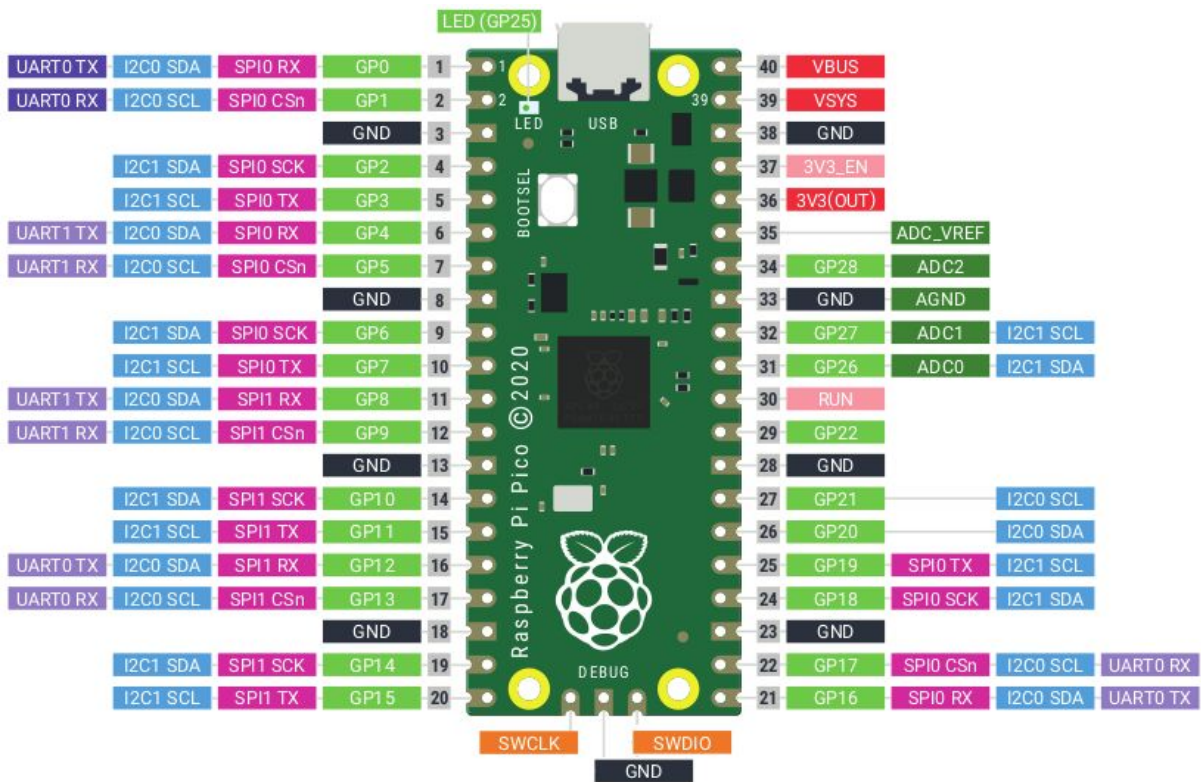 LED (GP25)
UART0 TX I2C0 SDA SPI0 RX GP0 1 1 40 VBUS
UART0 RX I2C0 SCL SPI0 CSn GP1 2 2 39 39 VSYS
LED USB
GND 3 38 GND
I2C1 SDA SPI0 SCK GP2 4 37 3V3_EN
I2C1 SCL SPI0 TX GP3 5 36 3V3(OUT)
BOOTSEL
UART1 TX I2C0 SDA SPI0 RX GP4 6 35 ADC_VREF
UART1 RX I2C0 SCL SPI0 CSn GP5 7 34 GP28 ADC2
GND 8 33 GND AGND
I2C1 SDA SPI0 SCK GP6 9 32 GP27 ADC1 I2C1 SCL
I2C1 SCL SPI0 TX GP7 10 31 GP26 ADC0 I2C1 SDA
UART1 TX I2C0 SDA SPI1 RX GP8 11 30 RUN
UART1 RX I2C0 SCL SPI1 CSn GP9 12 29 GP22
GND 13 28 GND
Raspberry Pi Pico © 2020
I2C1 SDA SPI1 SCK GP10 14 27 GP21 I2C0 SCL
I2C1 SCL SPI1 TX GP11 15 26 GP20 I2C0 SDA
UART0 TX I2C0 SDA SPI1 RX GP12 16 25 GP19 SPI0 TX I2C1 SCL
UART0 RX I2C0 SCL SPI1 CSn GP13 17 24 GP18 SPI0 SCK I2C1 SDA
GND 18 23 GND
I2C1 SDA SPI1 SCK GP14 19 22 GP17 SPI0 CSn I2C0 SCL UART0 RX
DEBUG
I2C1 SCL SPI1 TX GP15 20 21 GP16 SPI0 RX I2C0 SDA UART0 TX
SWCLK SWDIO
GND